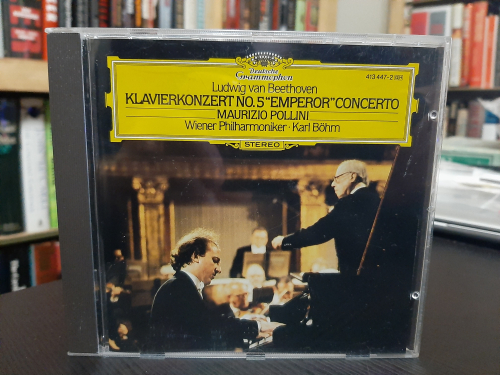 Deutsche
Grammophon
413 447-2 GH
Ludwig van Beethoven
KLAVIERKONZERT NO. 5 "EMPEROR" CONCERTO
MAURIZIO POLLINI
Wiener Philharmoniker · Karl Böhm
STEREO